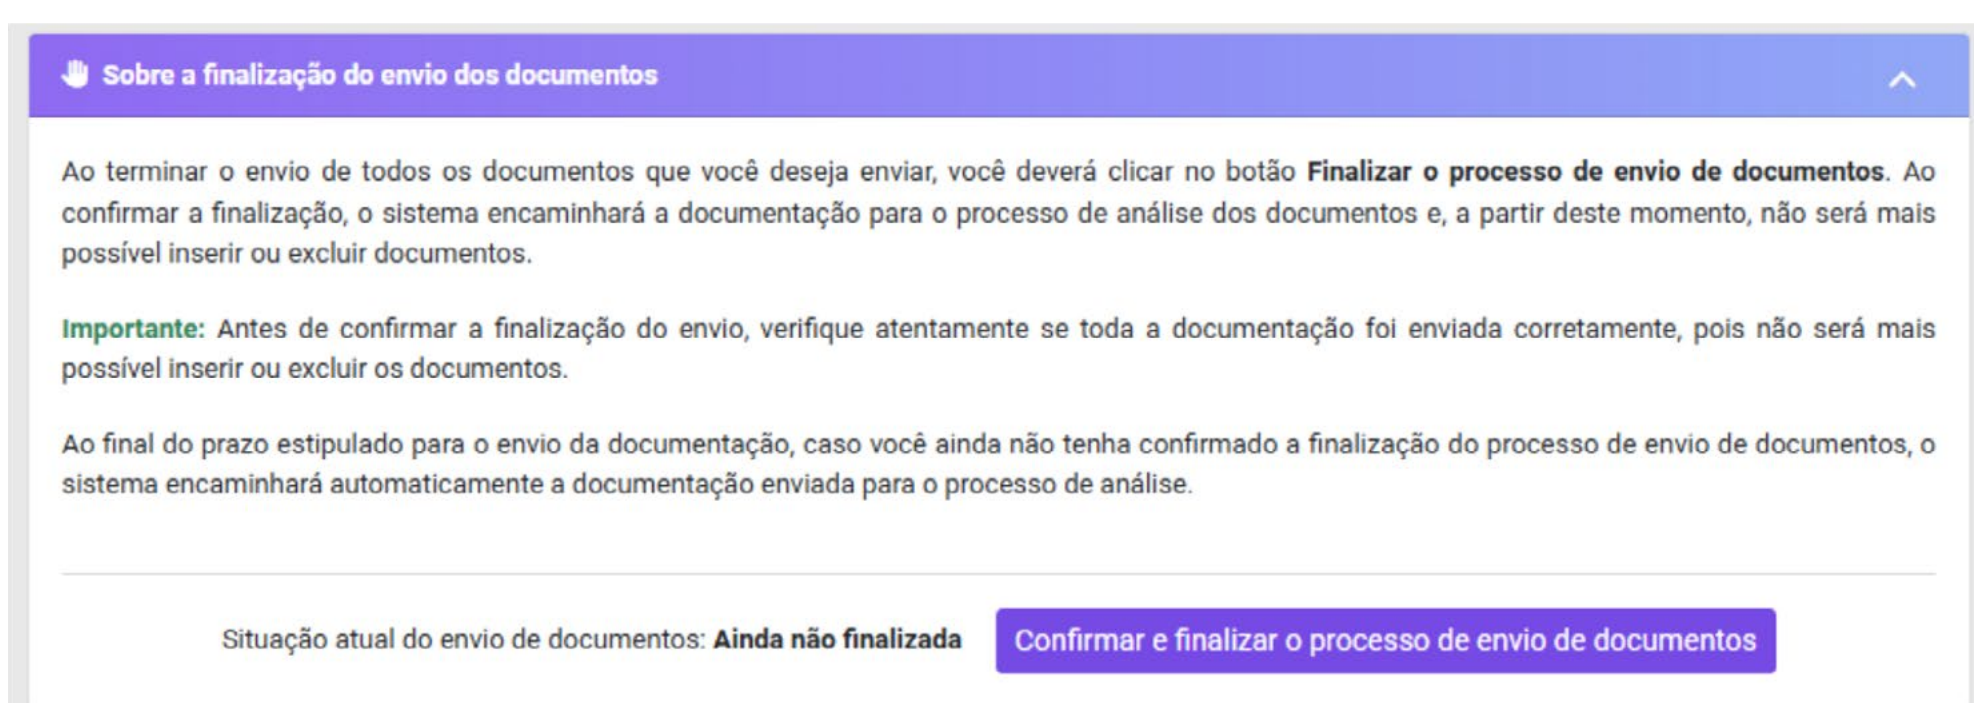 Sobre a finalização do envio dos documentos
Ao terminar o envio de todos os documentos que você deseja enviar, você deverá clicar no botão Finalizar o processo de envio de documentos. Ao
confirmar a finalização, o sistema encaminhará a documentação para o processo de análise dos documentos e, a partir deste momento, não será mais
possível inserir ou excluir documentos.
Importante: Antes de confirmar a finalização do envio, verifique atentamente se toda a documentação foi enviada corretamente, pois não será mais
possível inserir ou excluir os documentos.
Ao final do prazo estipulado para o envio da documentação, caso você ainda não tenha confirmado a finalização do processo de envio de documentos, o
sistema encaminhará automaticamente a documentação enviada para o processo de análise.
Situação atual do envio de documentos: Ainda não finalizada Confirmar e finalizar o processo de envio de documentos